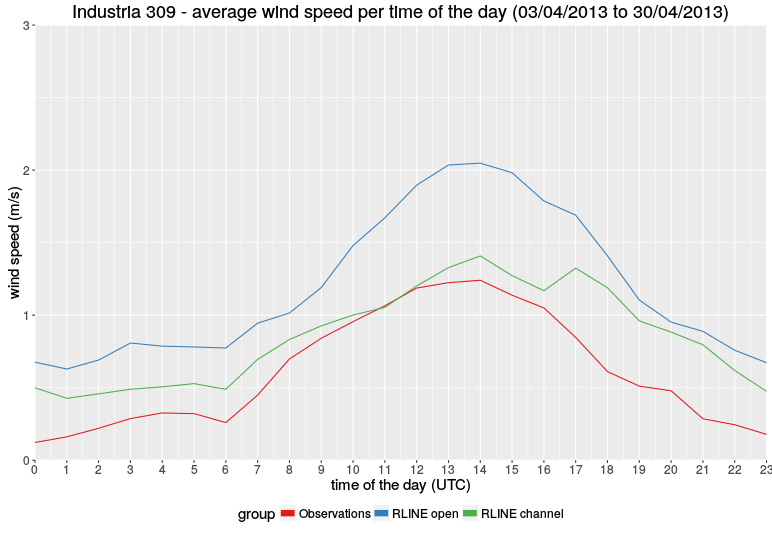 Industria 309 - average wind speed per time of the day (03/04/2013 to 30/04/2013)
3
2
1
0
wind speed (m/s)
0 1 2 3 4 5 6 7 8 9 10 11 12 13 14 15 16 17 18 19 20 21 22 23
time of the day (UTC)
group Observations RLINE open RLINE channel